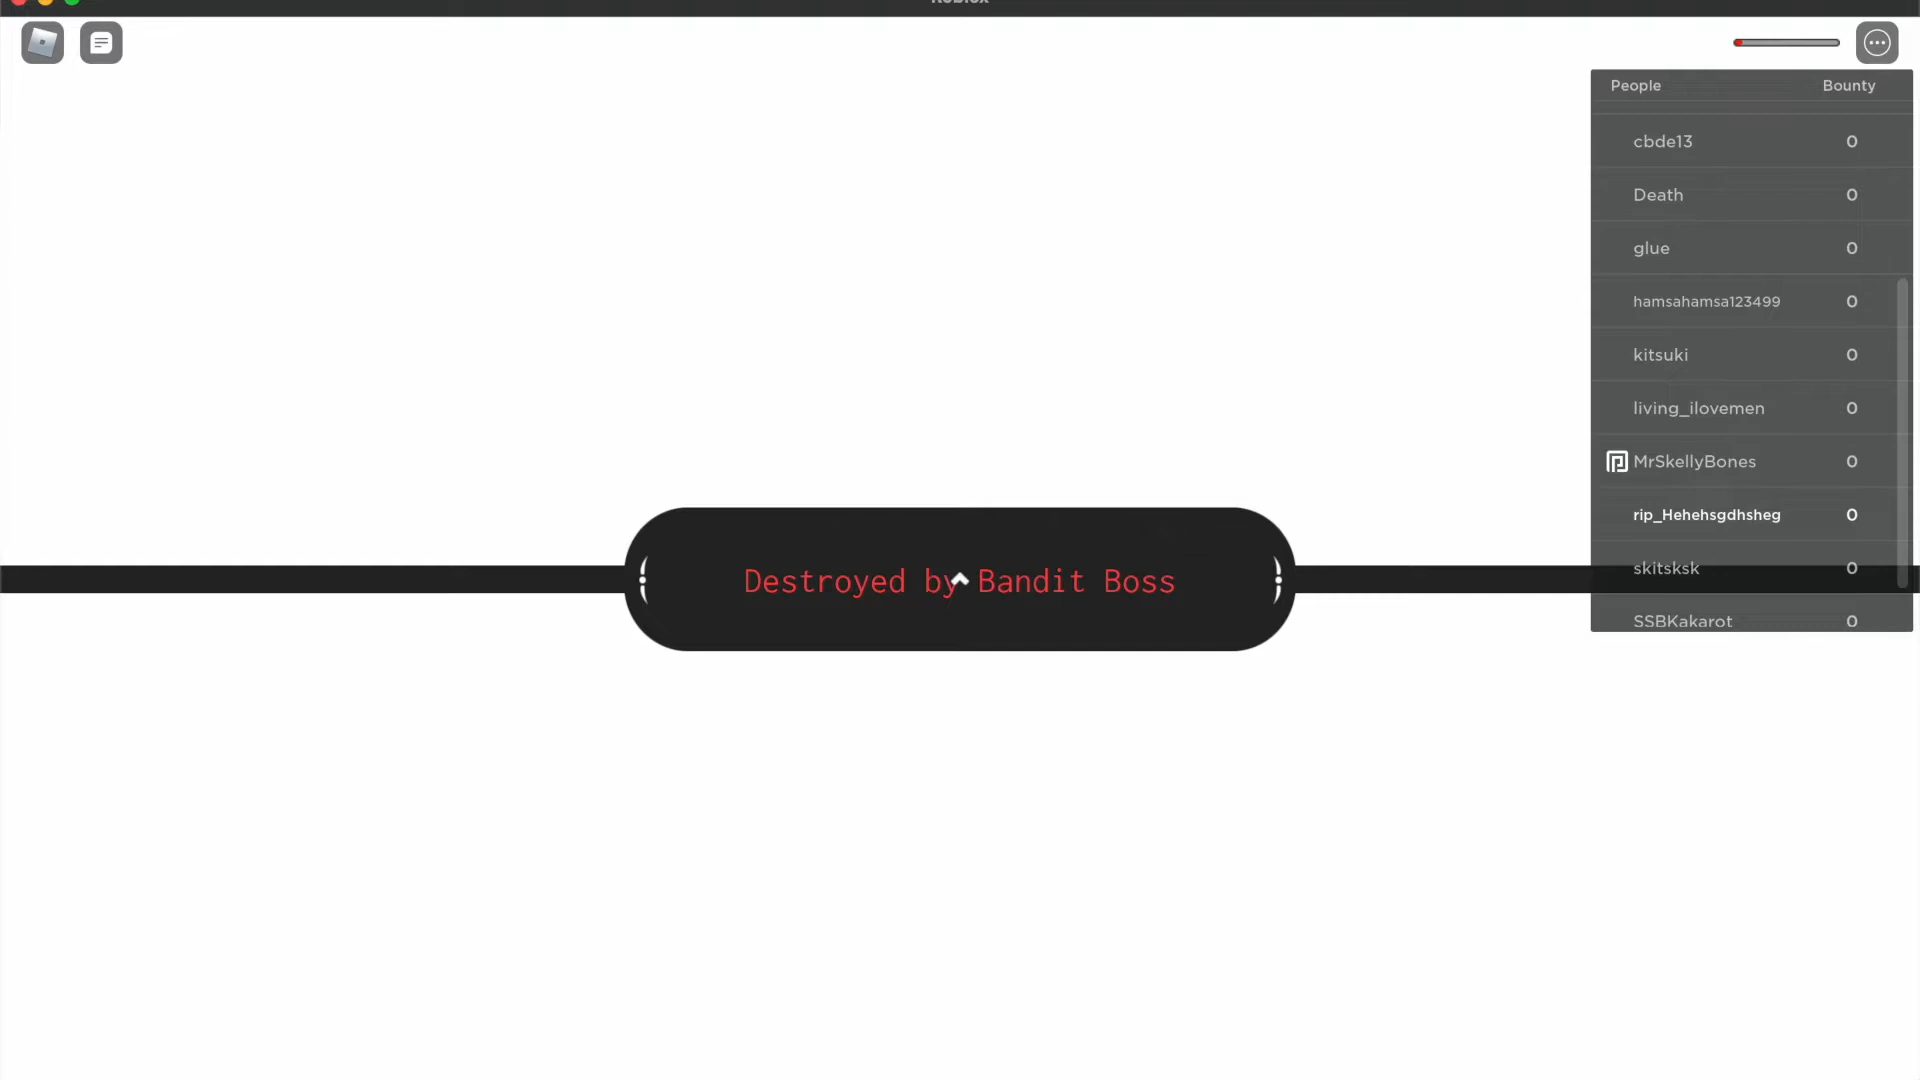 Roblox
People Bounty
cbde13 0
Death 0
glue 0
hamsahamsa123499 0
kitsuki 0
living_ilovemen 0
MrSkellyBones 0
rip_Hehehsgdhsheg 0
skitsksk 0
SSBKakarot 0
Destroyed by Bandit Boss